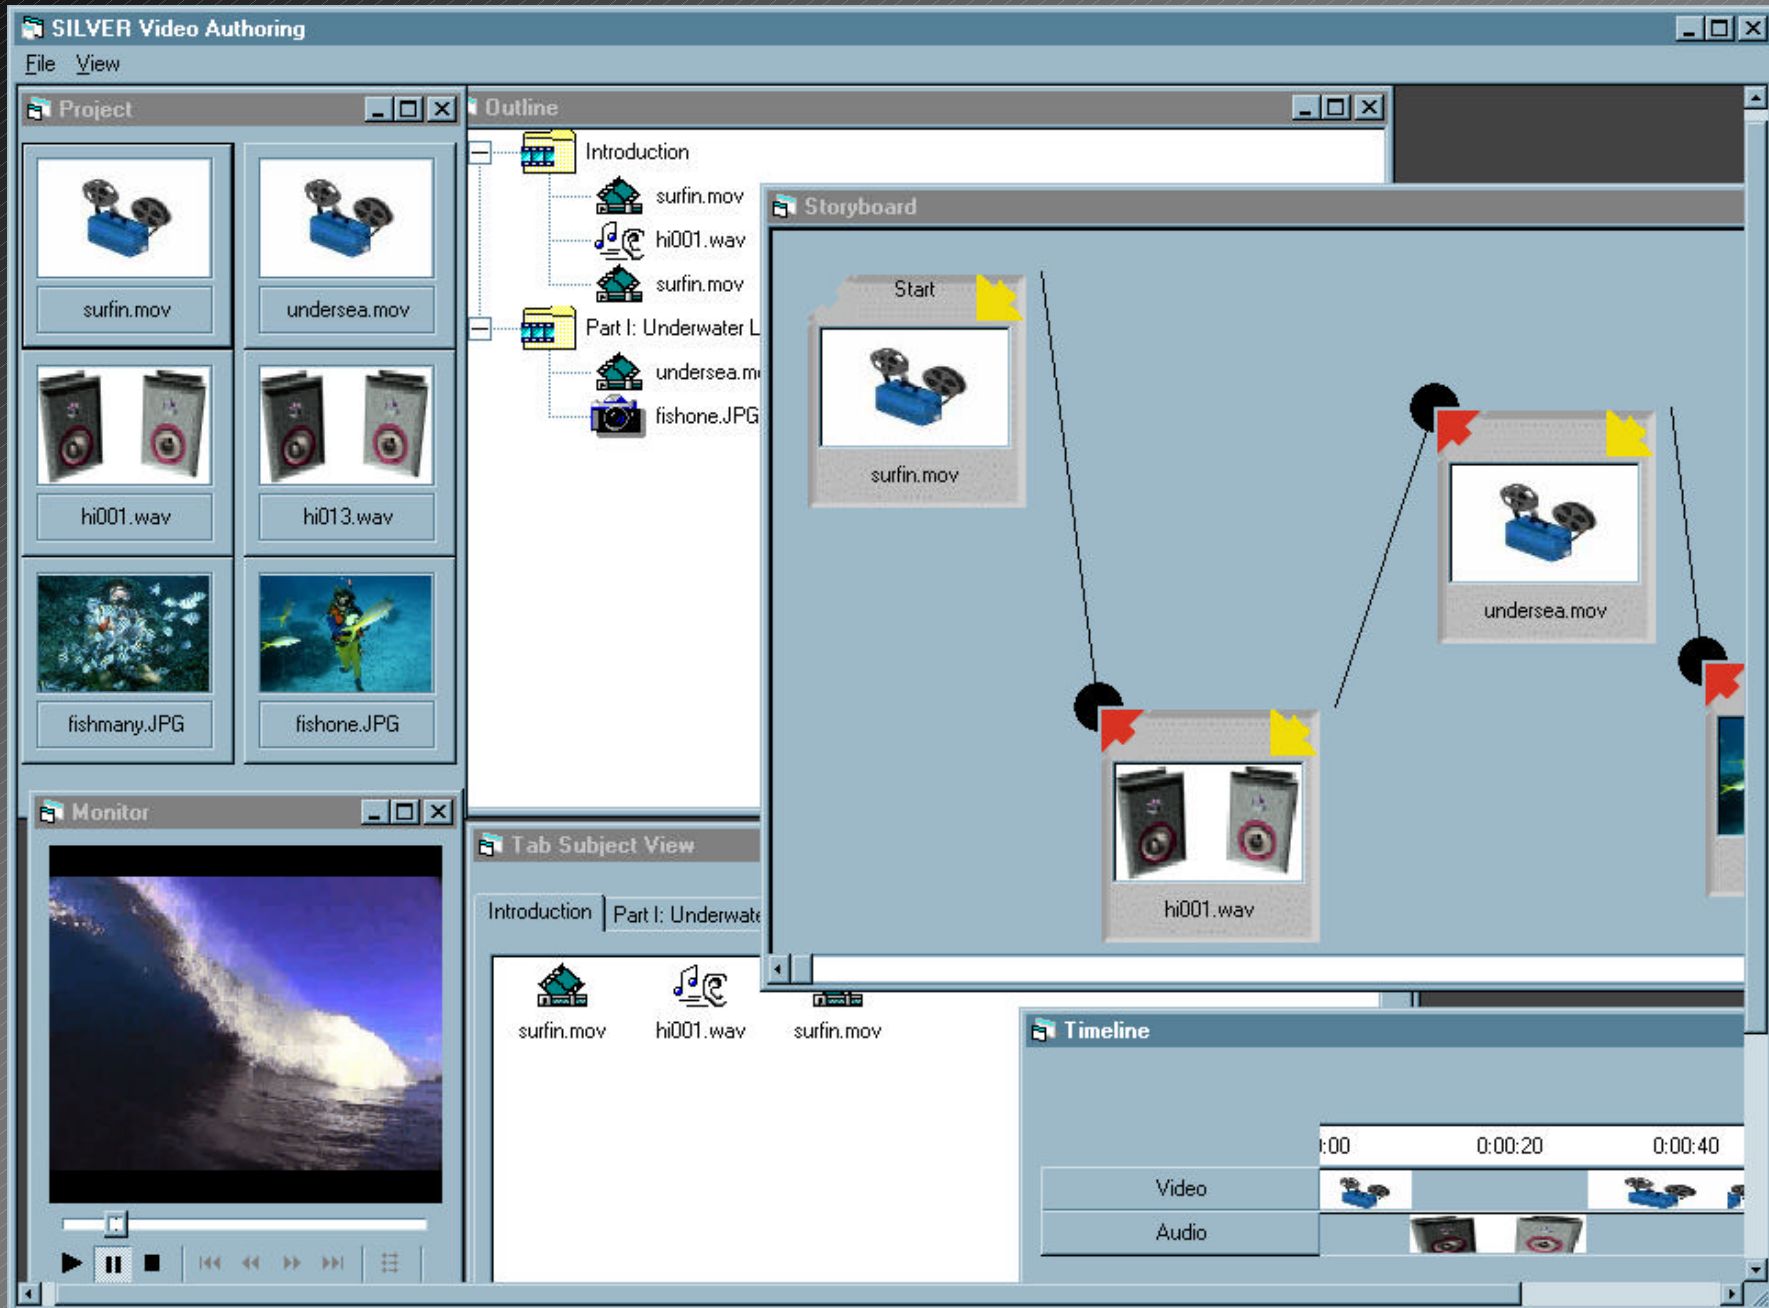 SILVER Video Authoring
File View
Project
surfin.mov
undersea.mov
hi001.wav
hi013.wav
fishmany.JPG
fishone.JPG
Outline
Introduction
surfin.mov
hi001.wav
surfin.mov
Part I: Underwater L
undersea.m
fishone.JPG
Storyboard
Start
surfin.mov
undersea.mov
hi001.wav
Monitor
Tab Subject View
Introduction
Part I: Underwate
surfin.mov
hi001.wav
surfin.mov
Timeline
:00 0:00:20 0:00:40
Video
Audio